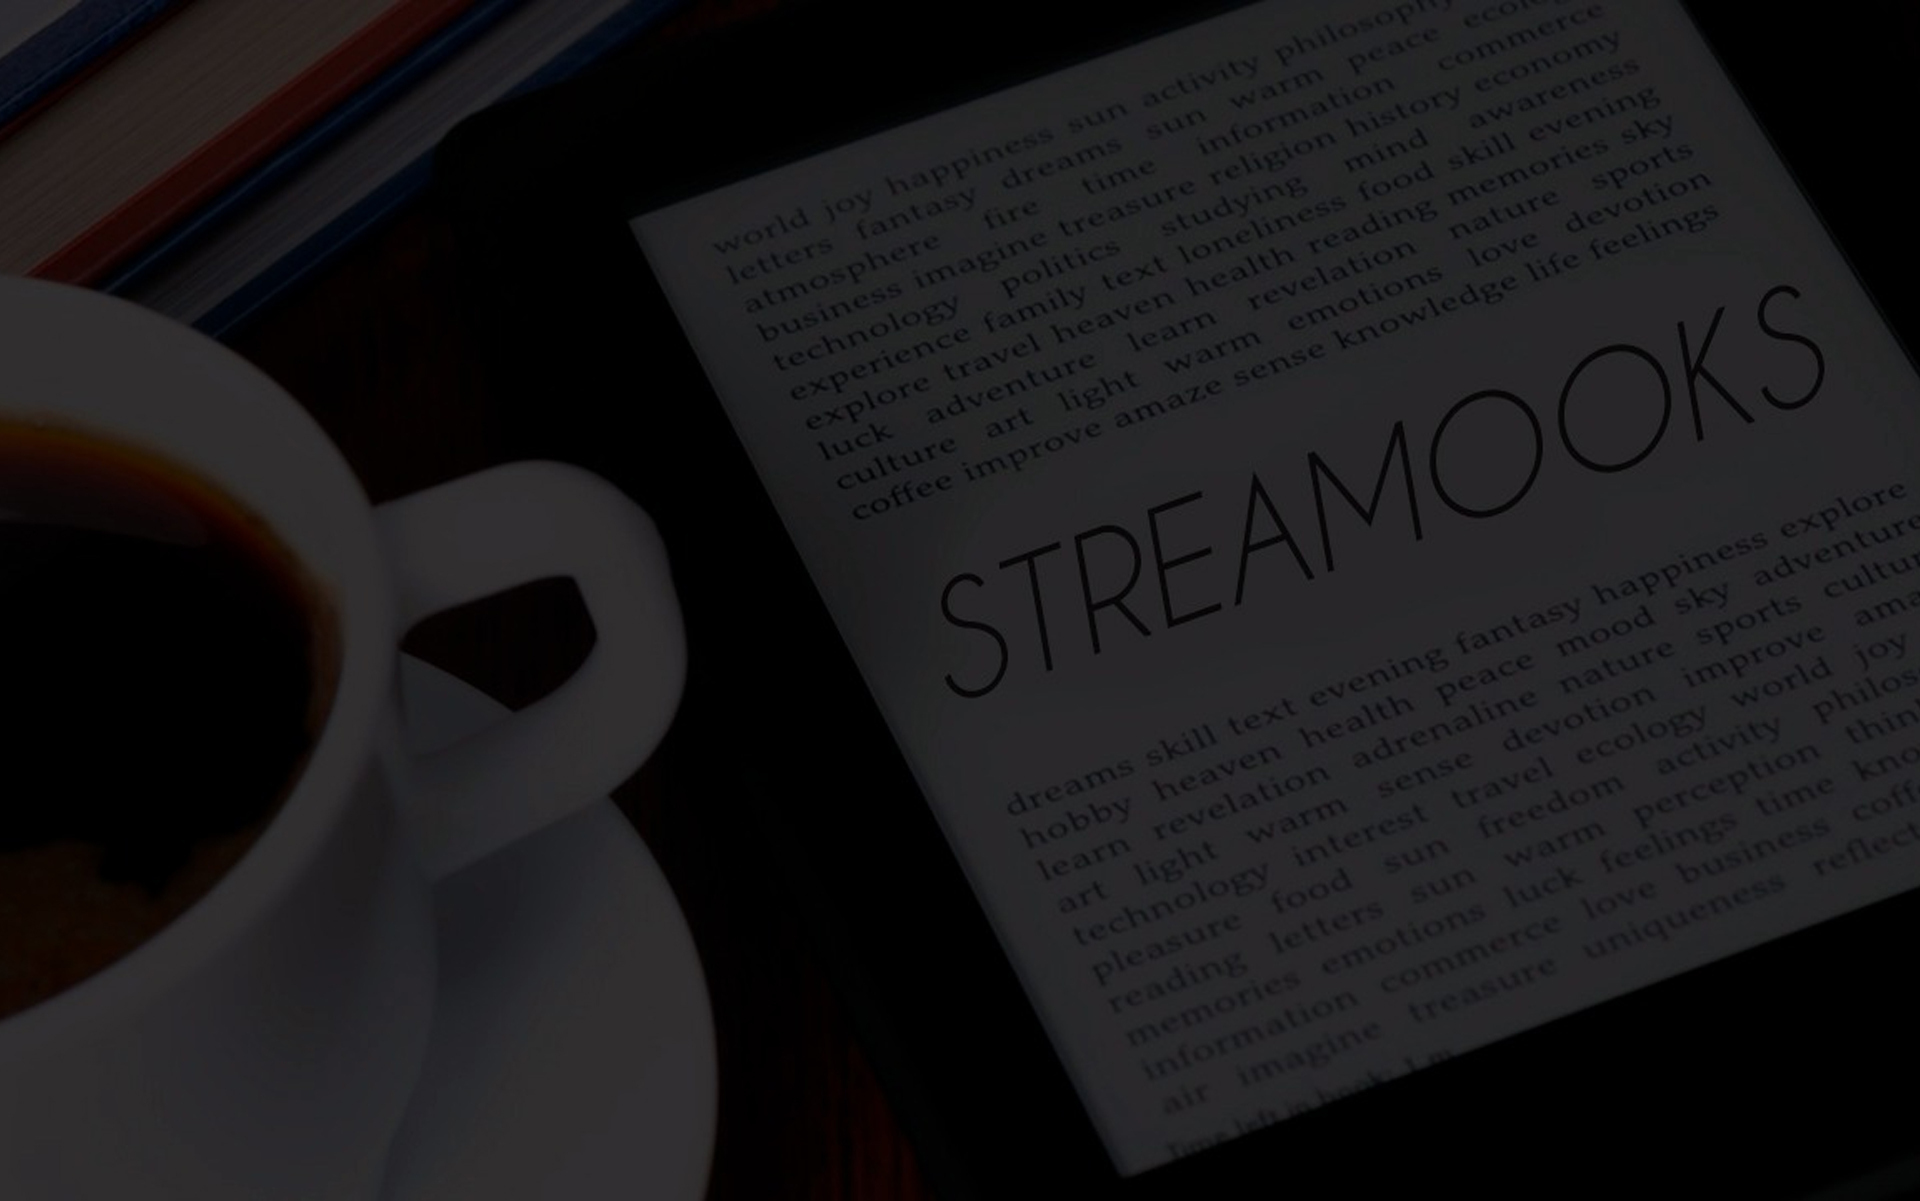 world joy happiness sun activity philosophy
letters fantasy dreams sun warm peace ecology
atmosphere fire time information commerce
business imagine treasure religion history economy
technology politics studying mind awareness
experience family text loneliness food skill evening
explore travel heaven health reading memories sky
luck adventure learn revelation nature sports
culture art light warm emotions love devotion
coffee improve amaze sense knowledge life feelings
STREAMOOKS
dreams skill text evening fantasy happiness explore
hobby heaven health peace mood sky adventure
learn revelation adrenaline nature sports
art light warm sense devotion improve
technology interest travel ecology world joy
pleasure food sun freedom activity
reading letters sun warm perception
memories emotions luck feelings time
information commerce love business
air imagine treasure uniqueness
Time left in book: